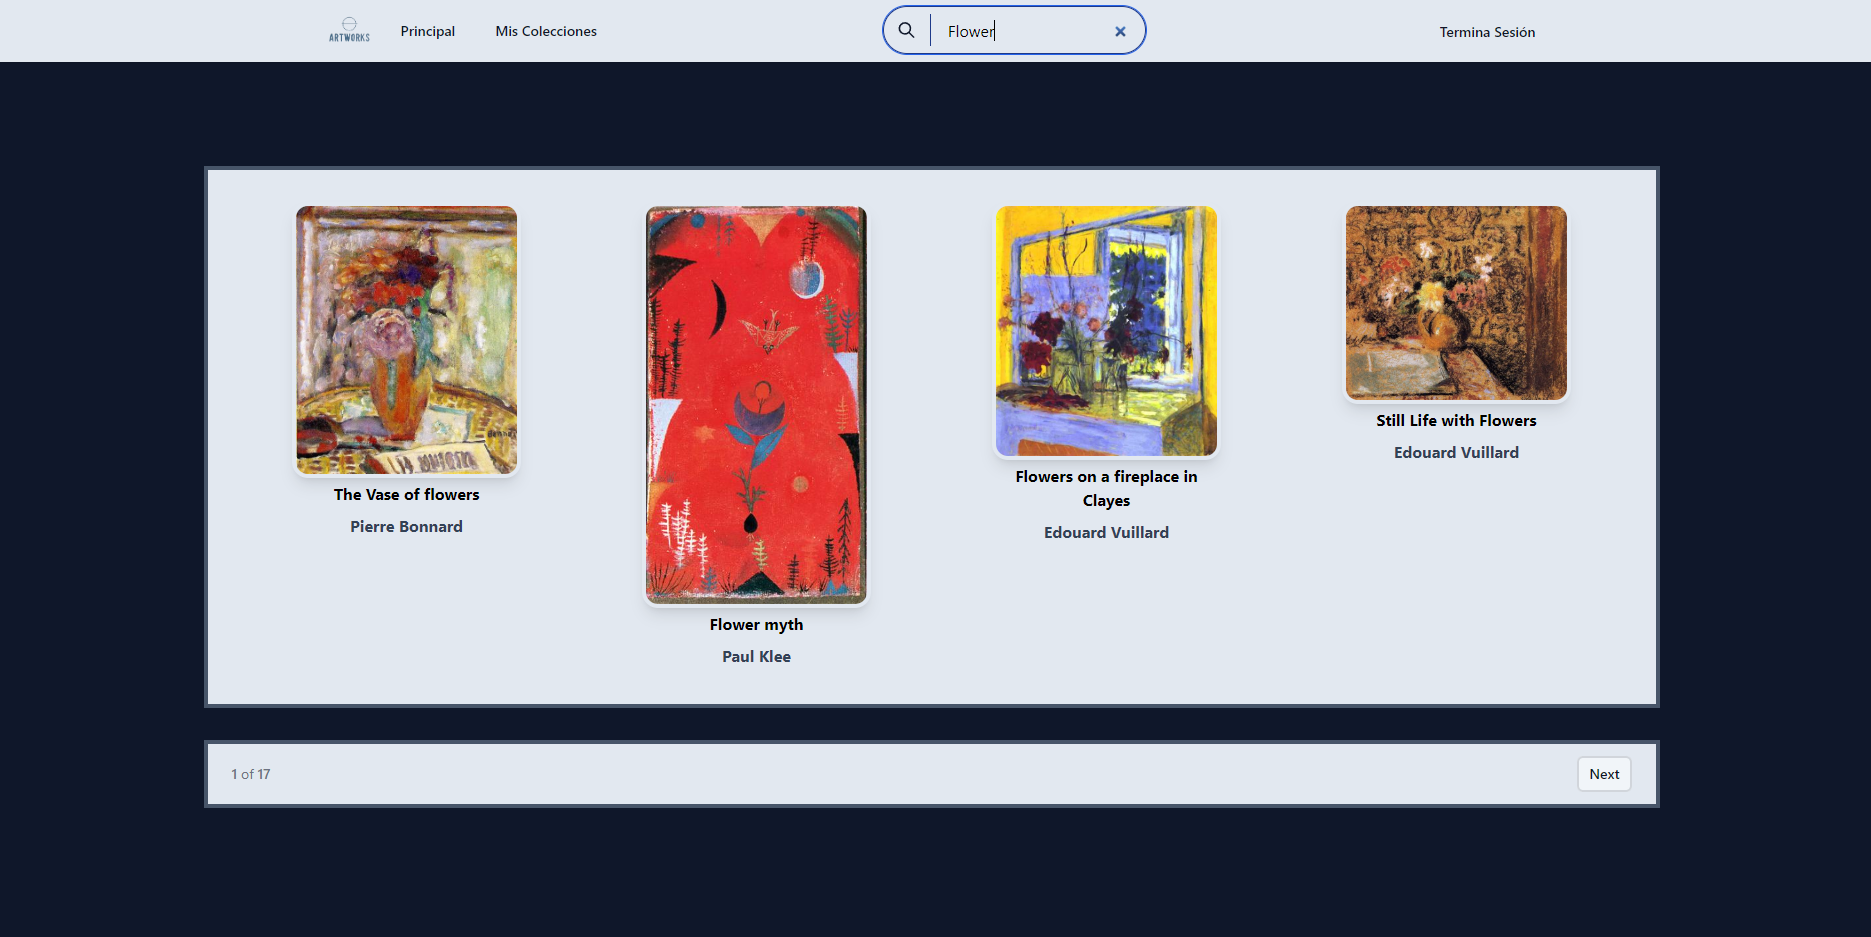 ARTWORKS
Principal
Mis Colecciones
Flower
Termina Sesión
The Vase of flowers
Pierre Bonnard
Flower myth
Paul Klee
Flowers on a fireplace in
Clayes
Edouard Vuillard
Still Life with Flowers
Edouard Vuillard
1 of 17
Next